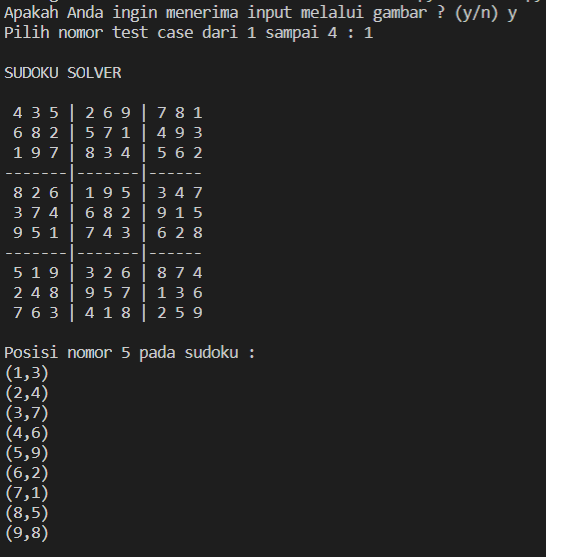 Apakah Anda ingin menerima input melalui gambar ? (y/n) y
Pilih nomor test case dari 1 sampai 4 : 1
SUDOKU SOLVER
4 3 5 | 2 6 9 | 7 8 1
6 8 2 | 5 7 1 | 4 9 3
1 9 7 | 8 3 4 | 5 6 2
-------|-------|------
8 2 6 | 1 9 5 | 3 4 7
3 7 4 | 6 8 2 | 9 1 5
9 5 1 | 7 4 3 | 6 2 8
-------|-------|------
5 1 9 | 3 2 6 | 8 7 4
2 4 8 | 9 5 7 | 1 3 6
7 6 3 | 4 1 8 | 2 5 9
Posisi nomor 5 pada sudoku :
(1,3)
(2,4)
(3,7)
(4,6)
(5,9)
(6,2)
(7,1)
(8,5)
(9,8)